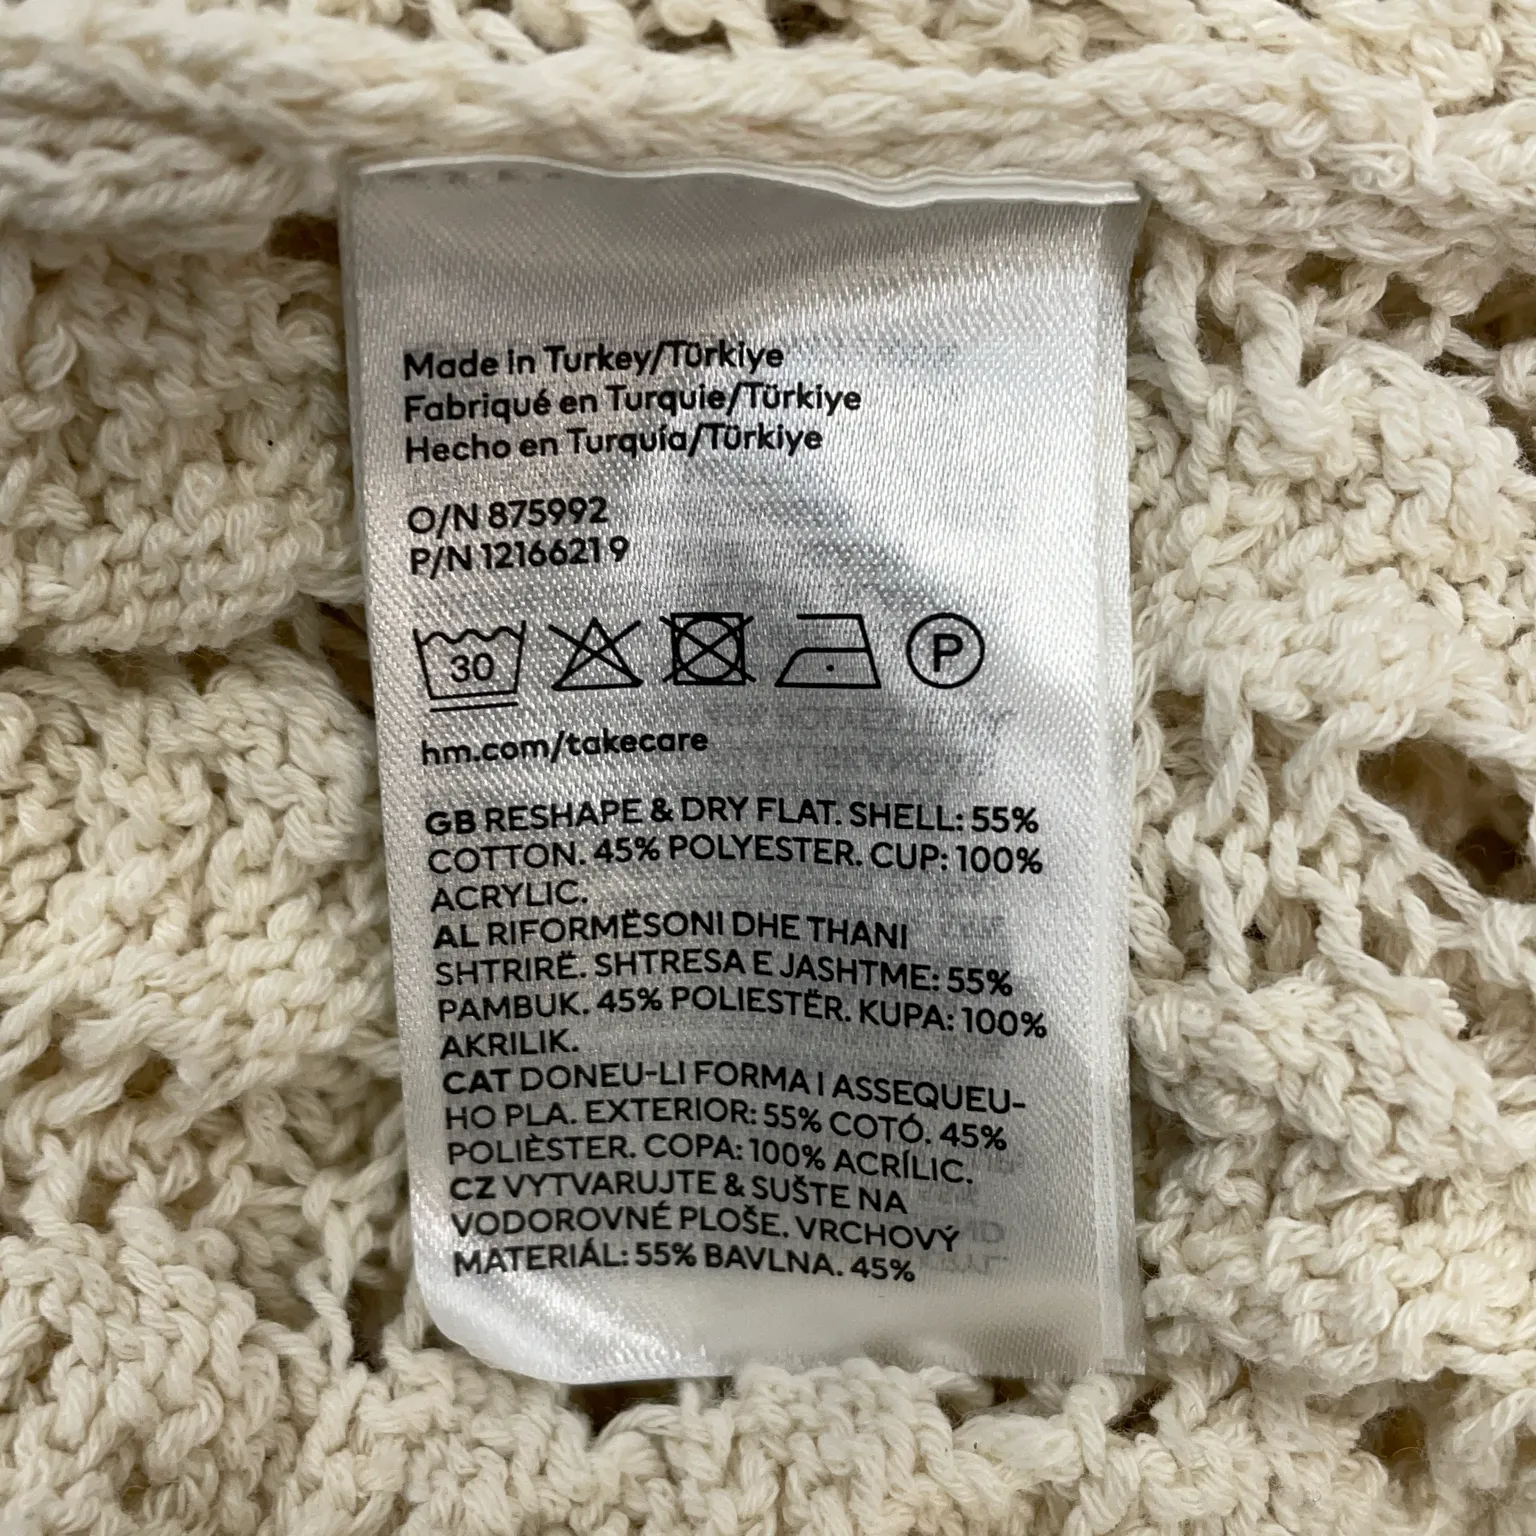 Made in Turkey/Türkiye
Fabriqué en Turquie/Türkiye
Hecho en Turquía/Türkiye
O/N 875992
P/N 12166219
30 P
hm.com/takecare
GB RESHAPE & DRY FLAT. SHELL: 55%
COTTON. 45% POLYESTER. CUP: 100%
ACRYLIC.
AL RIFORMËSONI DHE THANI
SHTRIRË. SHTRESA E JASHTME: 55%
PAMBUK. 45% POLIESTËR. KUPA: 100%
AKRILIK.
CAT DONEU-LI FORMA I ASSEQUEU-
HO PLA. EXTERIOR: 55% COTÓ. 45%
POLIÈSTER. COPA: 100% ACRÍLIC.
CZ VYTVARUJTE & SUŠTE NA
VODOROVNÉ PLOŠE. VRCHOVÝ
MATERIÁL: 55% BAVLNA. 45%